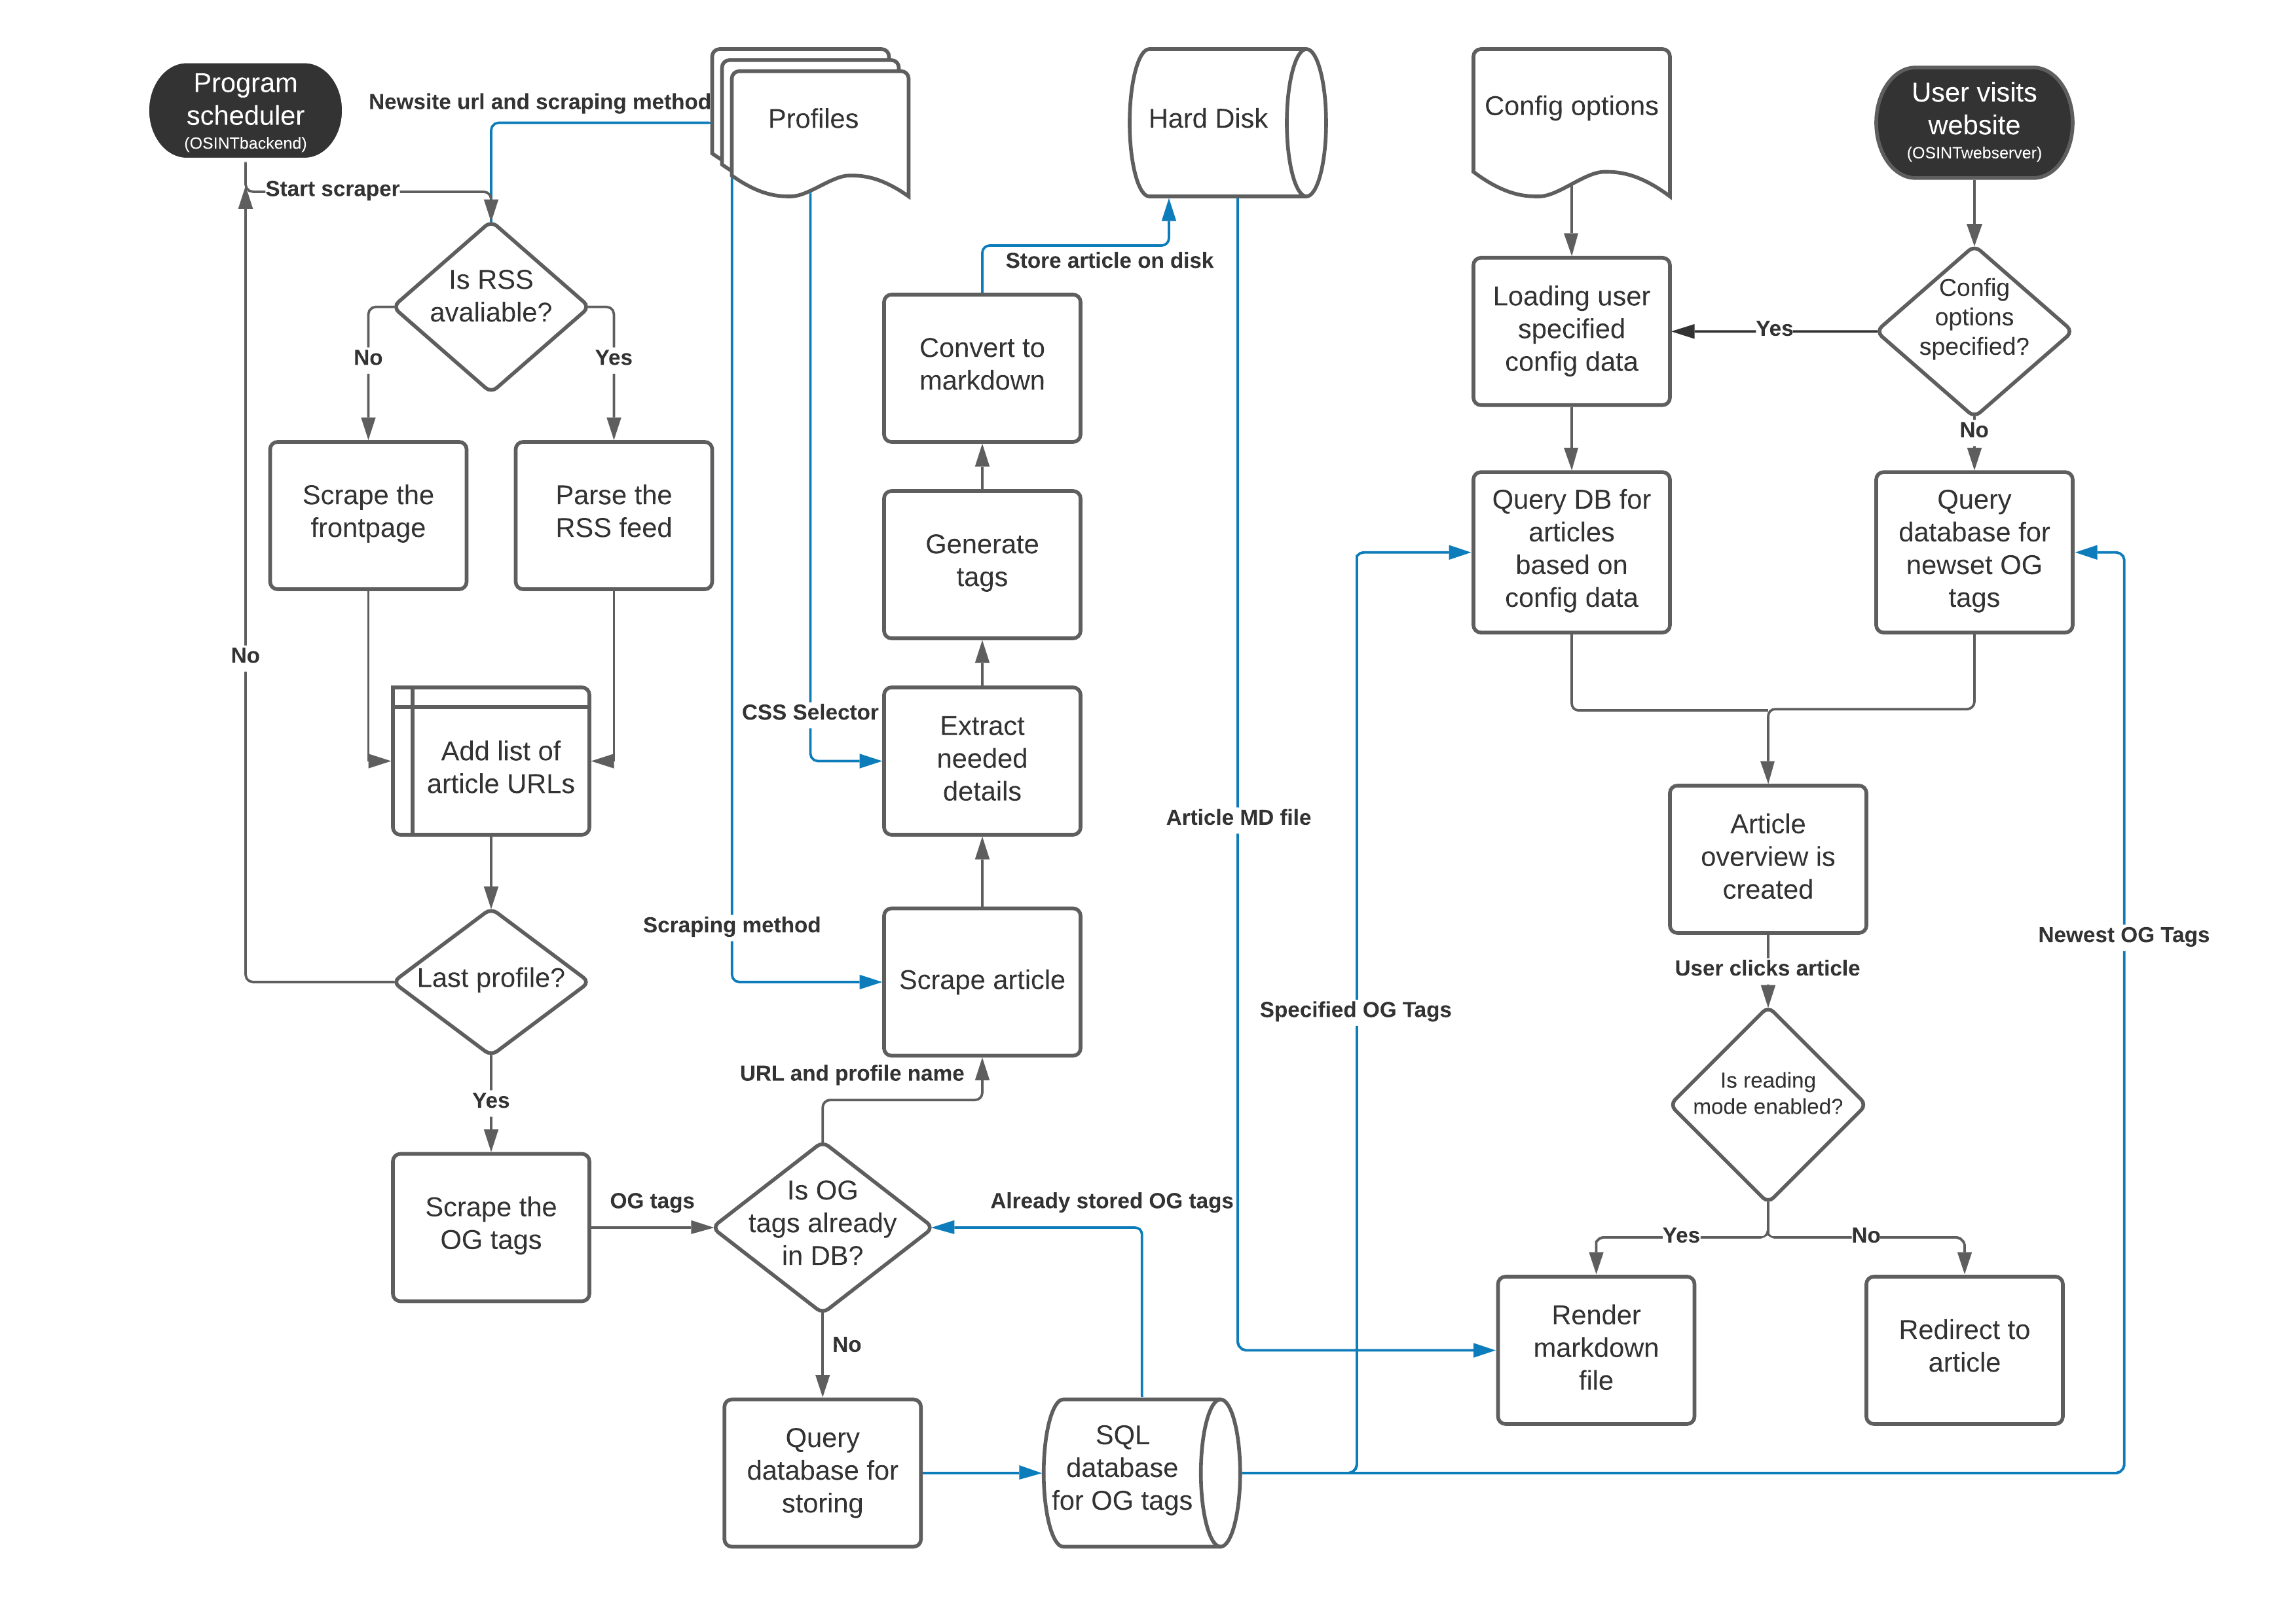 Program
scheduler
(OSINTbackend)
Newsite url and scraping method
Profiles
Hard Disk
Config options
User visits
website
(OSINTwebserver)
Start scraper
Is RSS
avaliable?
No
Yes
Scrape the
frontpage
Parse the
RSS feed
No
Add list of
article URLs
Last profile?
Yes
Scrape the
OG tags
OG tags
Is OG
tags already
in DB?
No
Query
database for
storing
SQL
database
for OG tags
Already stored OG tags
URL and profile name
Scrape article
Scraping method
Extract
needed
details
CSS Selector
Generate
tags
Convert to
markdown
Store article on disk
Article MD file
Config
options
specified?
Yes
No
Loading user
specified
config data
Query DB for
articles
based on
config data
Query
database for
newset OG
tags
Article
overview is
created
Newest OG Tags
Specified OG Tags
User clicks article
Is reading
mode enabled?
Yes
No
Render
markdown
file
Redirect to
article